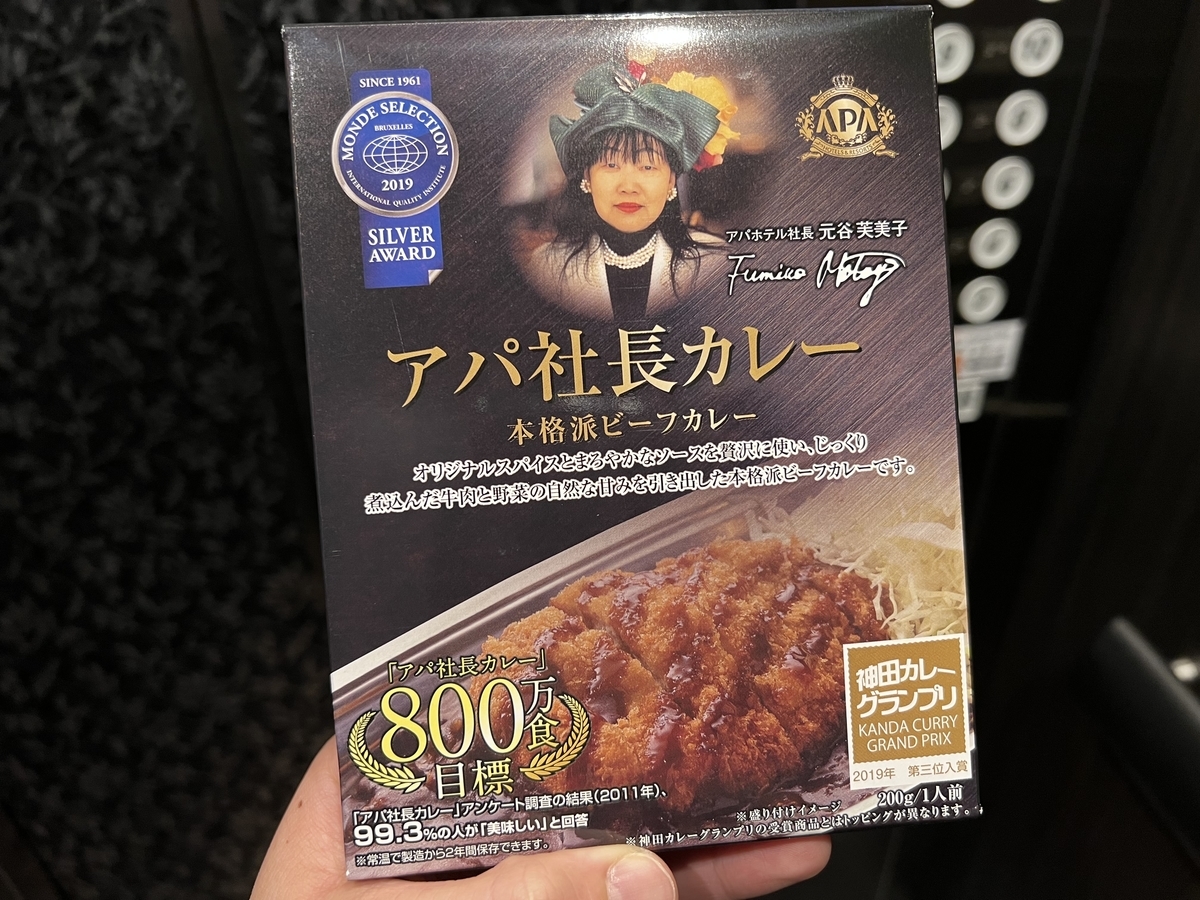 SINCE 1961
MONDE SELECTION
BRUXELLES
2019
INTERNATIONAL QUALITY INSTITUTE
SILVER
AWARD
APA
HOTELS & RESORTS
アパホテル社長 元谷 芙美子
Fumiko Motoya
アパ社長カレー
本格派ビーフカレー
オリジナルスパイスとまろやかなソースを贅沢に使い、じっくり
煮込んだ牛肉と野菜の自然な甘みを引き出した本格派ビーフカレーです。
「アパ社長カレー」
800万食
目標
「アパ社長カレー」アンケート調査の結果(2011年)、
99.3%の人が「美味しい」と回答
※常温で製造から2年間保存できます。
神田カレー
グランプリ
KANDA CURRY
GRAND PRIX
2019年 第三位入賞
200g/1人前
※盛り付けイメージ
※神田カレーグランプリの受賞商品とはトッピングが異なります。